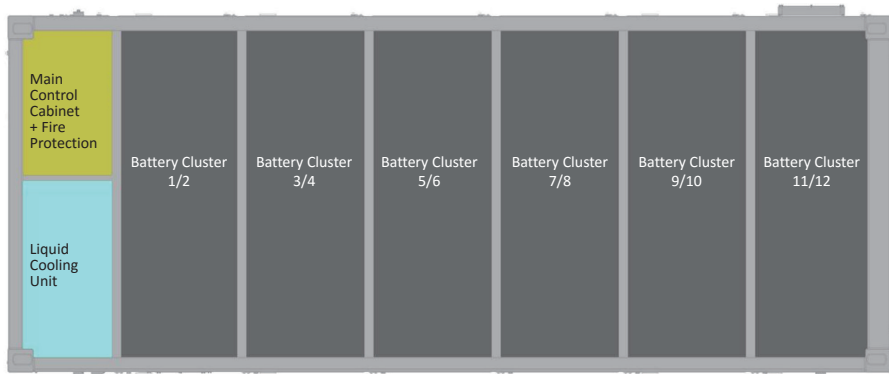 Main
Control
Cabinet
+ Fire
Protection
Liquid
Cooling
Unit
Battery Cluster
1/2
Battery Cluster
3/4
Battery Cluster
5/6
Battery Cluster
7/8
Battery Cluster
9/10
Battery Cluster
11/12